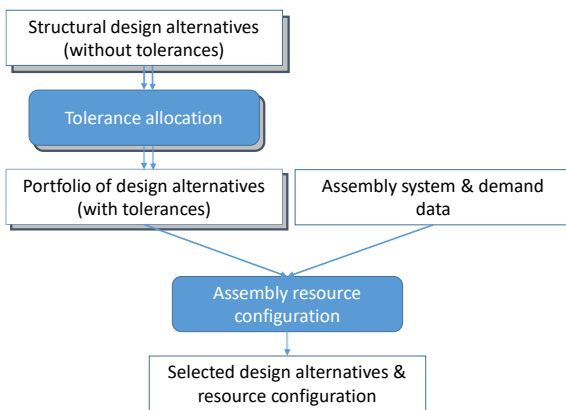 Structural design alternatives
(without tolerances)
Tolerance allocation
Portfolio of design alternatives
(with tolerances)
Assembly system & demand
data
Assembly resource
configuration
Selected design alternatives &
resource configuration